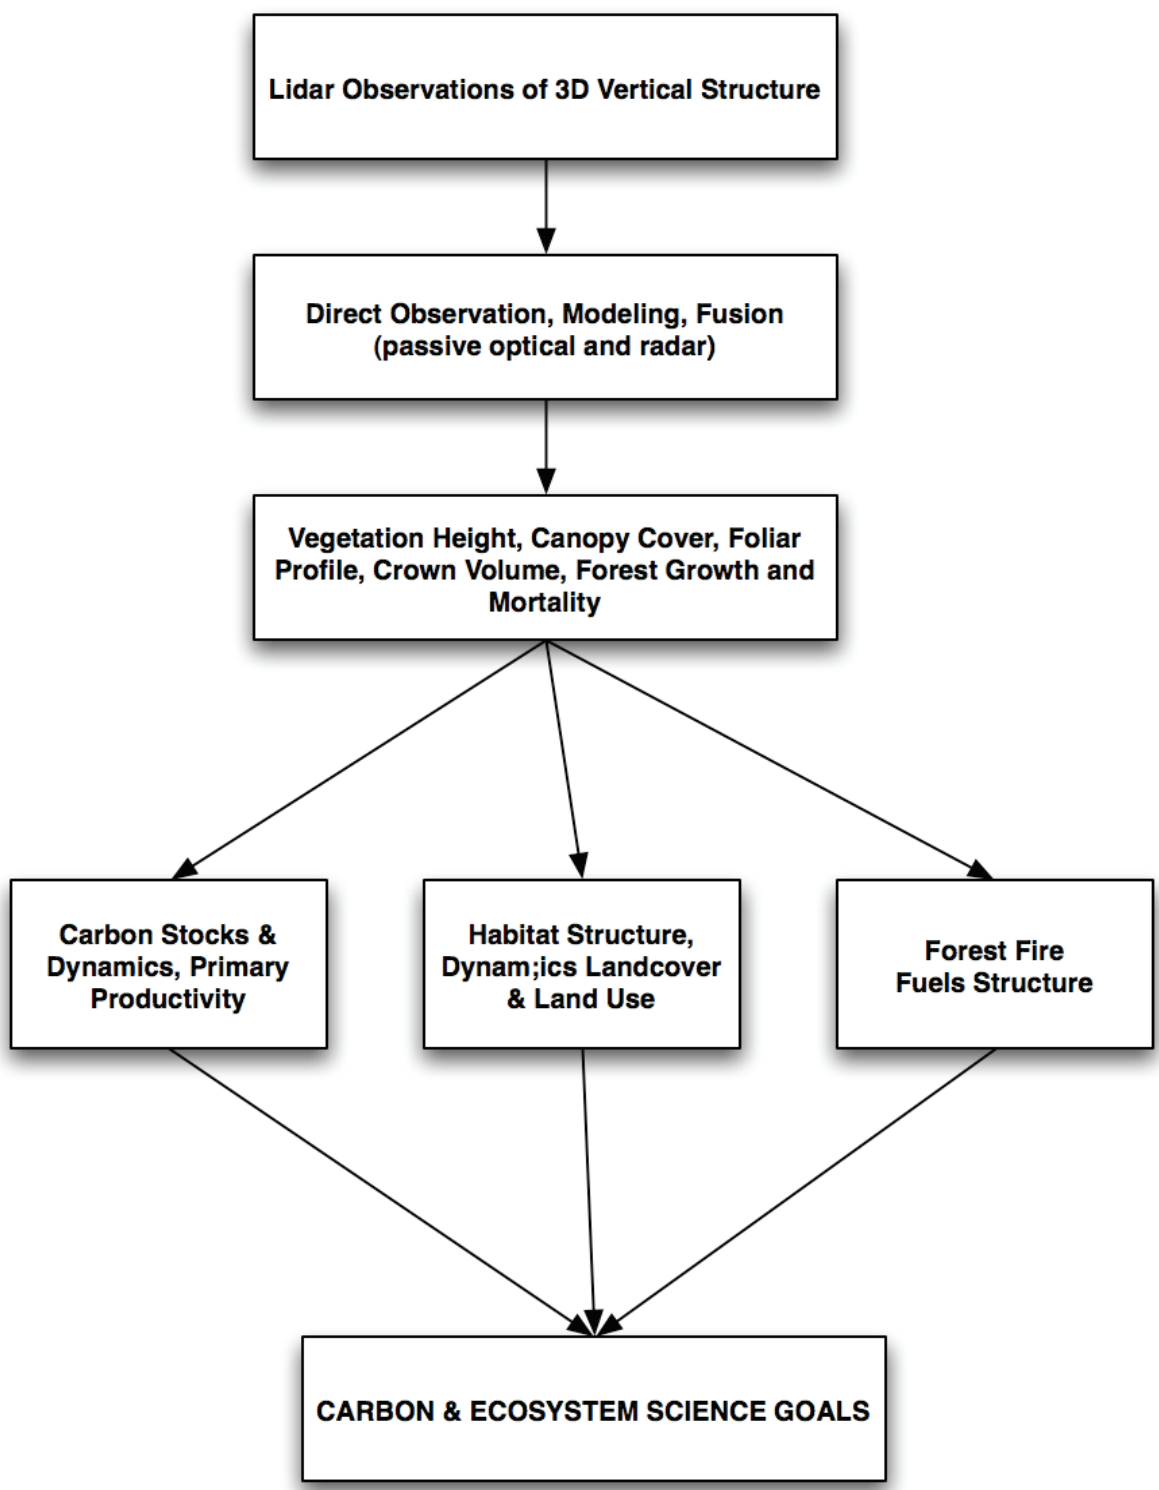 Lidar Observations of 3D Vertical Structure
Direct Observation, Modeling, Fusion
(passive optical and radar)
Vegetation Height, Canopy Cover, Foliar
Profile, Crown Volume, Forest Growth and
Mortality
Carbon Stocks &
Dynamics, Primary
Productivity
Habitat Structure,
Dynam;ics Landcover
& Land Use
Forest Fire
Fuels Structure
CARBON & ECOSYSTEM SCIENCE GOALS